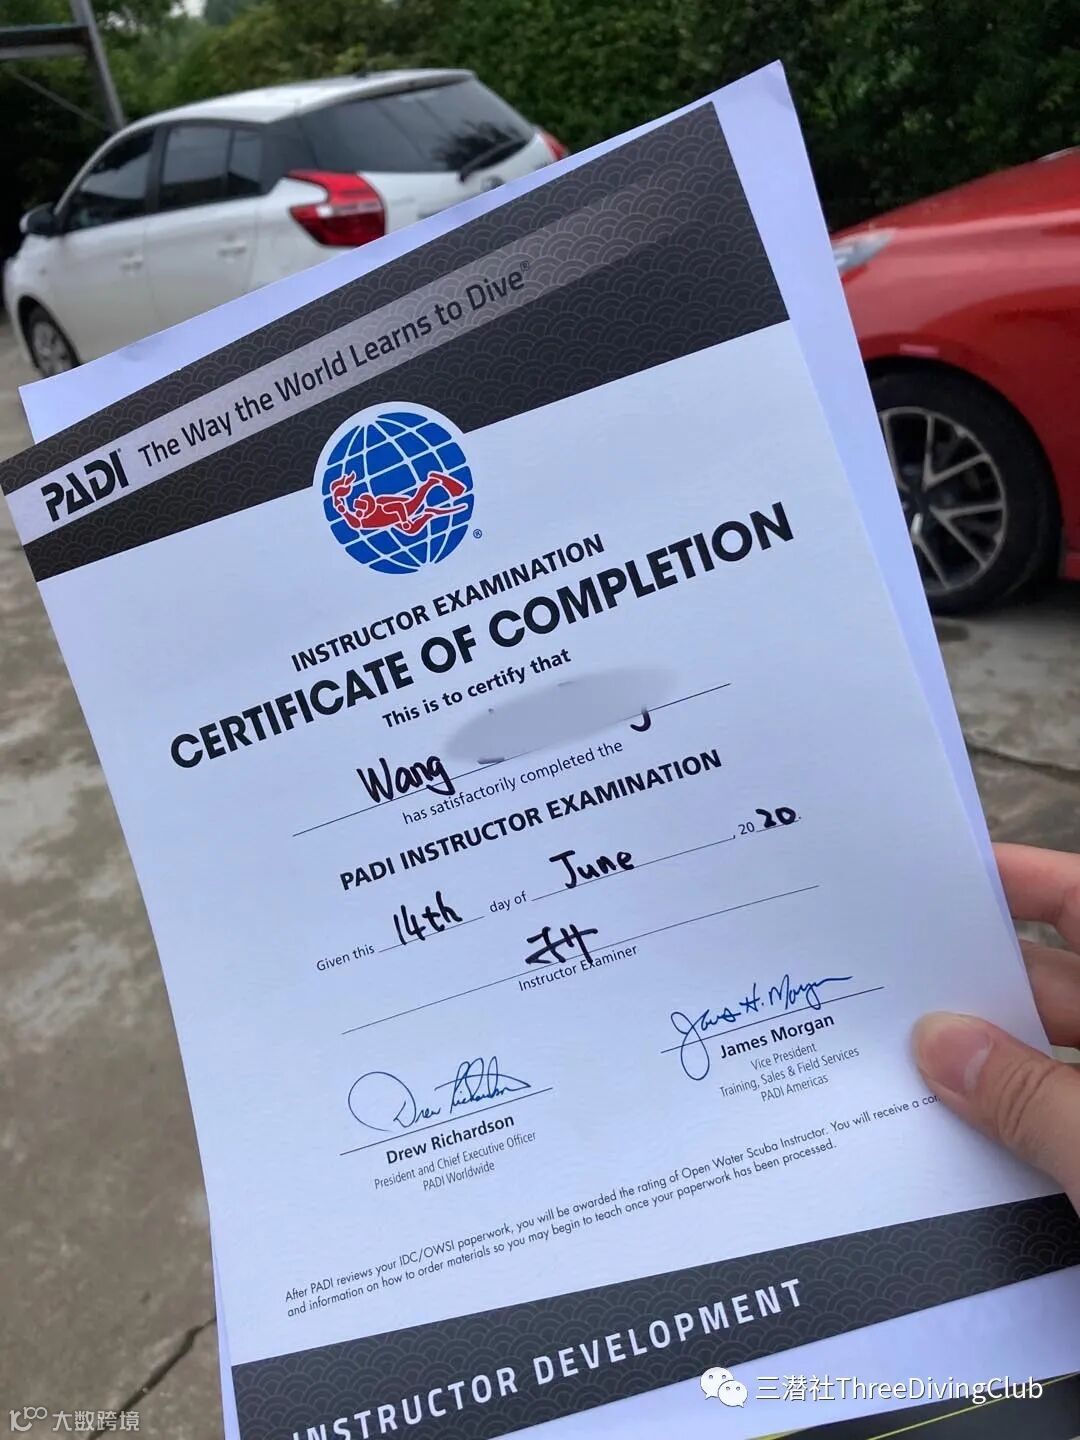 PADI The Way the World Learns to Dive®
®
INSTRUCTOR EXAMINATION
CERTIFICATE OF COMPLETION
This is to certify that
Wang
has satisfactorily completed the
PADI INSTRUCTOR EXAMINATION
Given this 14th day of June, 2020.
Instructor Examiner
James H. Morgan
James Morgan
Vice President
Training, Sales & Field Services
PADI Americas
Drew Richardson
Drew Richardson
President and Chief Executive Officer
PADI Worldwide
After PADI reviews your IDC/OWSI paperwork, you will be awarded the rating of Open Water Scuba Instructor. You will receive a
and information on how to order materials so you may begin to teach once your paperwork has been processed.
INSTRUCTOR DEVELOPMENT
三潜社ThreeDivingClub
大数跨境